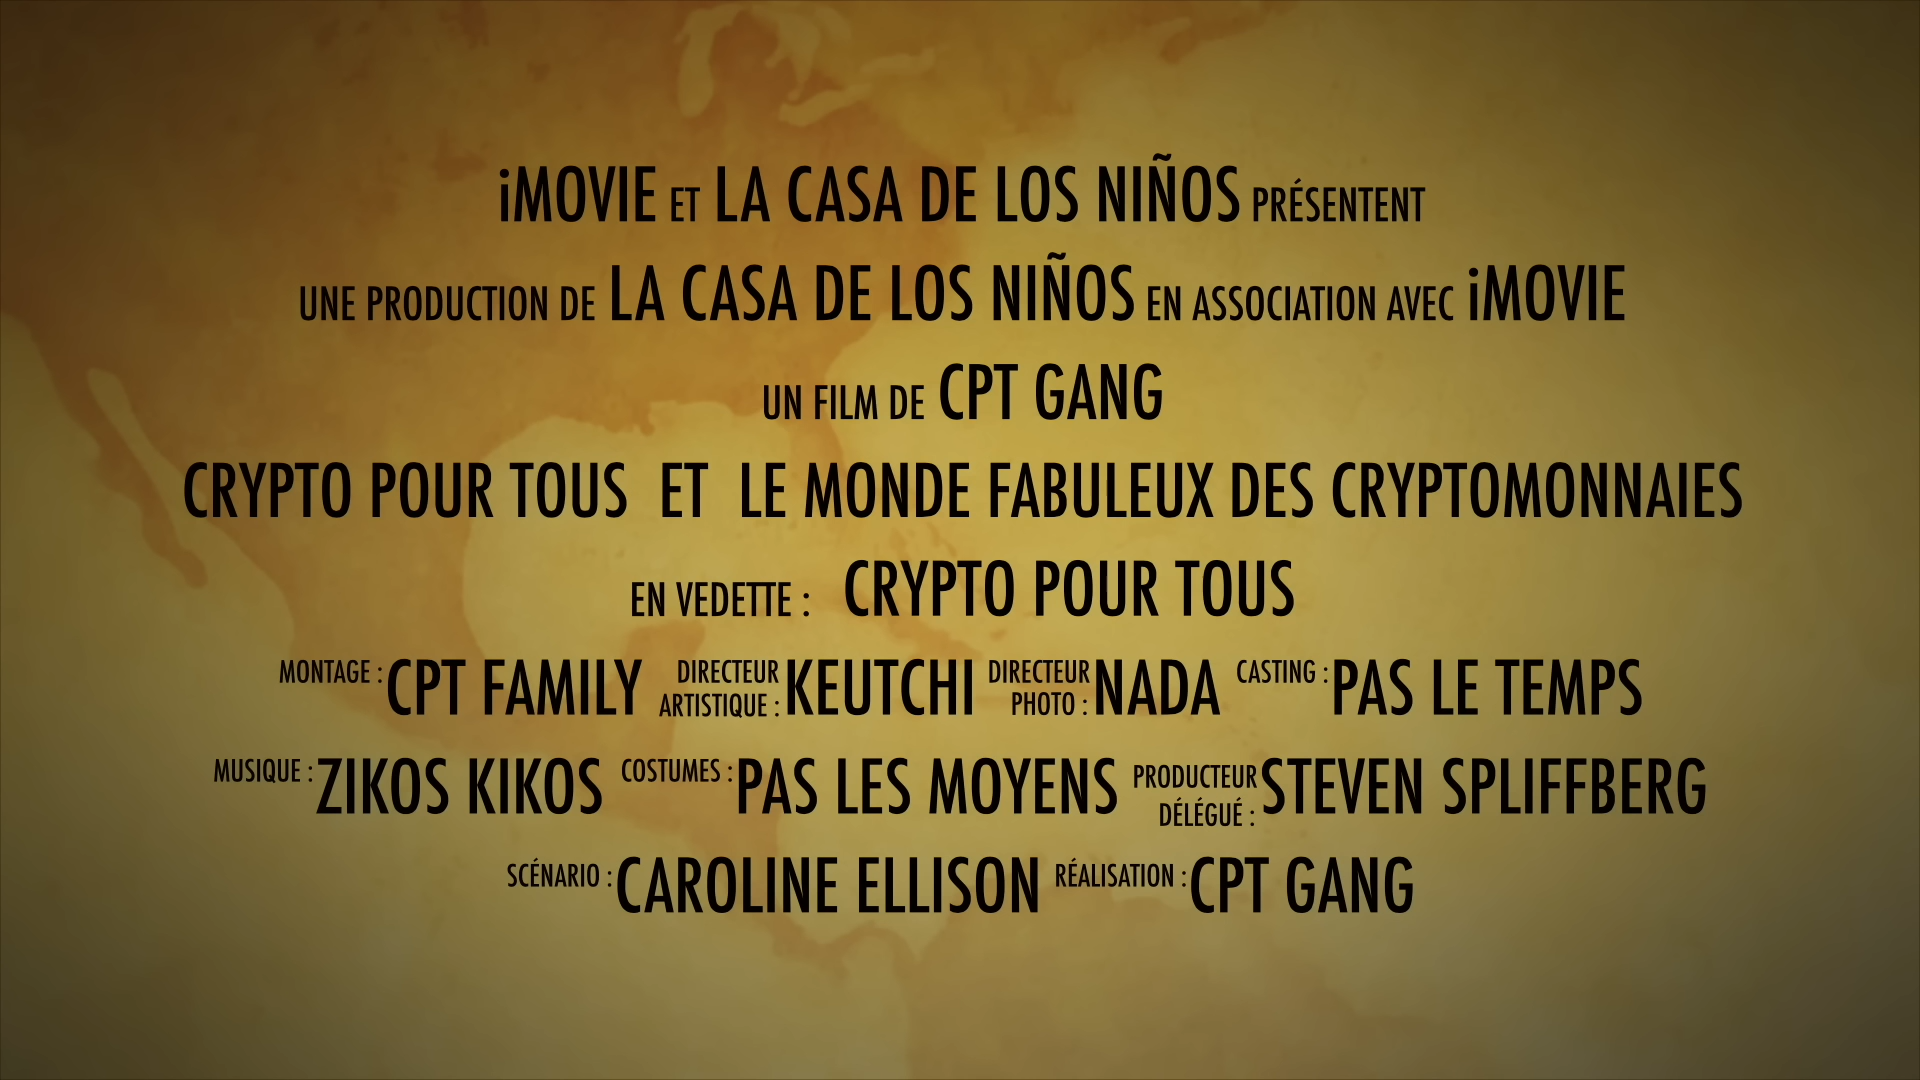 iMOVIE ET LA CASA DE LOS NIÑOS PRÉSENTENT
UNE PRODUCTION DE LA CASA DE LOS NIÑOS EN ASSOCIATION AVEC iMOVIE
UN FILM DE CPT GANG
CRYPTO POUR TOUS ET LE MONDE FABULEUX DES CRYPTOMONNAIES
EN VEDETTE : CRYPTO POUR TOUS
MONTAGE : CPT FAMILY DIRECTEUR ARTISTIQUE : KEUTCHI DIRECTEUR PHOTO : NADA CASTING : PAS LE TEMPS
MUSIQUE : ZIKOS KIKOS COSTUMES : PAS LES MOYENS PRODUCTEUR DÉLÉGUÉ : STEVEN SPLIFFBERG
SCÉNARIO : CAROLINE ELLISON RÉALISATION : CPT GANG